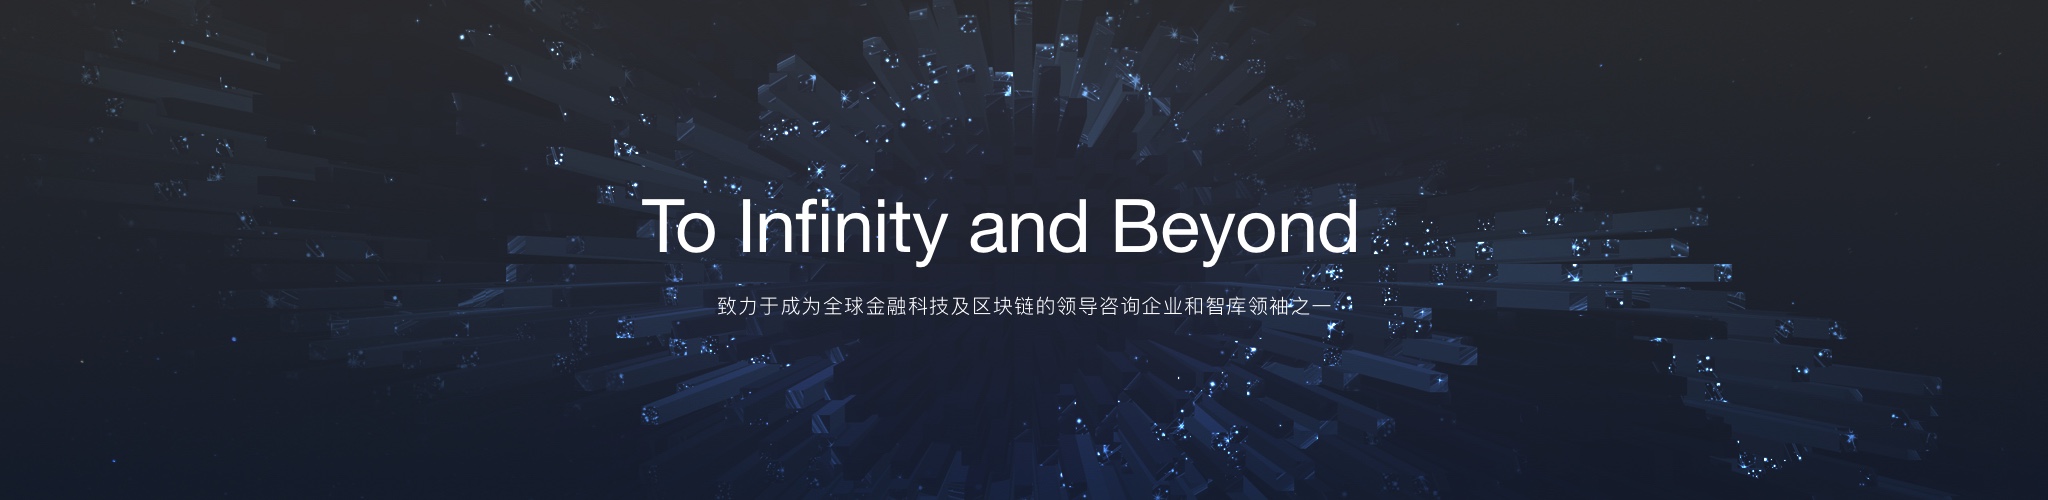 To Infinity and Beyond
致力于成为全球金融科技及区块链的领导咨询企业和智库领袖之一